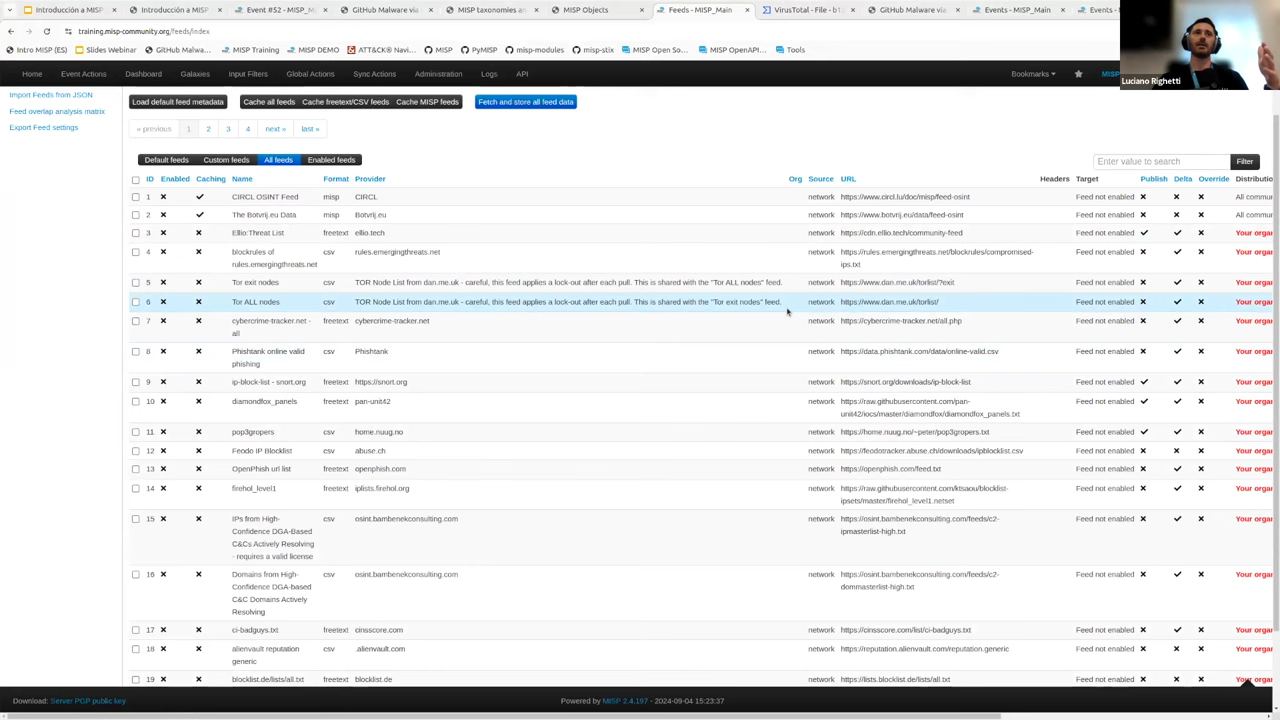 Introducción a MISP
Introducción a MISP
Event #S2 - MISP_M
GitHub Malware via
MISP taxonomies an
MISP Objects
Feeds - MISP_Main
VirusTotal - File - b1
GitHub Malware via
Events - MISP_Main
Events -
training.misp-community.org/feeds/index
Intro MISP (ES)
Slides Webinar
GitHub Malwa...
MISP Training
MISP DEMO
ATT&CK® Navi...
MISP
PyMISP
misp-modules
misp-stix
MISP Open So...
MISP OpenAPI...
Tools
Luciano Righetti
Home
Event Actions
Dashboard
Galaxies
Input Filters
Global Actions
Sync Actions
Administration
Logs
API
Bookmarks
MISP
Import Feeds from JSON
Feed overlap analysis matrix
Export Feed settings
Load default feed metadata
Cache all feeds
Cache freetext/CSV feeds
Cache MISP feeds
Fetch and store all feed data
« previous 1 2 3 4 next » last »
Default feeds
Custom feeds
All feeds
Enabled feeds
Enter value to search
Filter
ID Enabled Caching Name Format Provider Org Source URL Headers Target Publish Delta Override Distributio
1 CIRCL OSINT Feed misp CIRCL network https://www.circl.lu/doc/misp/feed-osint Feed not enabled All commu
2 The Botvrij.eu Data misp Botvrij.eu network https://www.botvrij.eu/data/feed-osint Feed not enabled All commu
3 Ellio:Threat List freetext ellio.tech network https://cdn.ellio.tech/community-feed Feed not enabled Your organ
4 blockrules of csv rules.emergingthreats.net network https://rules.emergingthreats.net/blockrules/compromised- Feed not enabled Your organ
rules.emergingthreats.net ips.txt
5 Tor exit nodes csv TOR Node List from dan.me.uk - careful, this feed applies a lock-out after each pull. This is shared with the "Tor ALL nodes" feed. network https://www.dan.me.uk/torlist/?exit Feed not enabled Your organ
6 Tor ALL nodes csv TOR Node List from dan.me.uk - careful, this feed applies a lock-out after each pull. This is shared with the "Tor exit nodes" feed. network https://www.dan.me.uk/torlist/ Feed not enabled Your organ
7 cybercrime-tracker.net - freetext cybercrime-tracker.net network https://cybercrime-tracker.net/all.php Feed not enabled Your organ
all
8 Phishtank online valid csv Phishtank network https://data.phishtank.com/data/online-valid.csv Feed not enabled Your organ
phishing
9 ip-block-list - snort.org freetext https://snort.org network https://snort.org/downloads/ip-block-list Feed not enabled Your organ
10 diamondfox_panels freetext pan-unit42 network https://raw.githubusercontent.com/pan- Feed not enabled Your organ
unit42/iocs/master/diamondfox/diamondfox_panels.txt
11 pop3gropers csv home.nuug.no network https://home.nuug.no/~peter/pop3gropers.txt Feed not enabled Your organ
12 Feodo IP Blocklist csv abuse.ch network https://feodotracker.abuse.ch/downloads/ipblocklist.csv Feed not enabled Your organ
13 OpenPhish url list freetext openphish.com network https://openphish.com/feed.txt Feed not enabled Your organ
14 firehol_level1 freetext iplists.firehol.org network https://raw.githubusercontent.com/ktsaou/blocklist- Feed not enabled Your organ
ipsets/master/firehol_level1.netset
15 IPs from High- csv osint.bambenekconsulting.com network https://osint.bambenekconsulting.com/feeds/c2- Feed not enabled Your organ
Confidence DGA-Based ipmasterlist-high.txt
C&Cs Actively Resolving
- requires a valid license
16 Domains from High- csv osint.bambenekconsulting.com network https://osint.bambenekconsulting.com/feeds/c2- Feed not enabled Your organ
Confidence DGA-based dommasterlist-high.txt
C&C Domains Actively
Resolving
17 ci-badguys.txt freetext cinsscore.com network https://cinsscore.com/list/ci-badguys.txt Feed not enabled Your organ
18 alienvault reputation csv .alienvault.com network https://reputation.alienvault.com/reputation.generic Feed not enabled Your organ
generic
19 blocklist.de/lists/all.txt freetext blocklist.de network https://lists.blocklist.de/lists/all.txt Feed not enabled Your organ
Download: Server PGP public key
Powered by MISP 2.4.197 - 2024-09-04 15:23:37